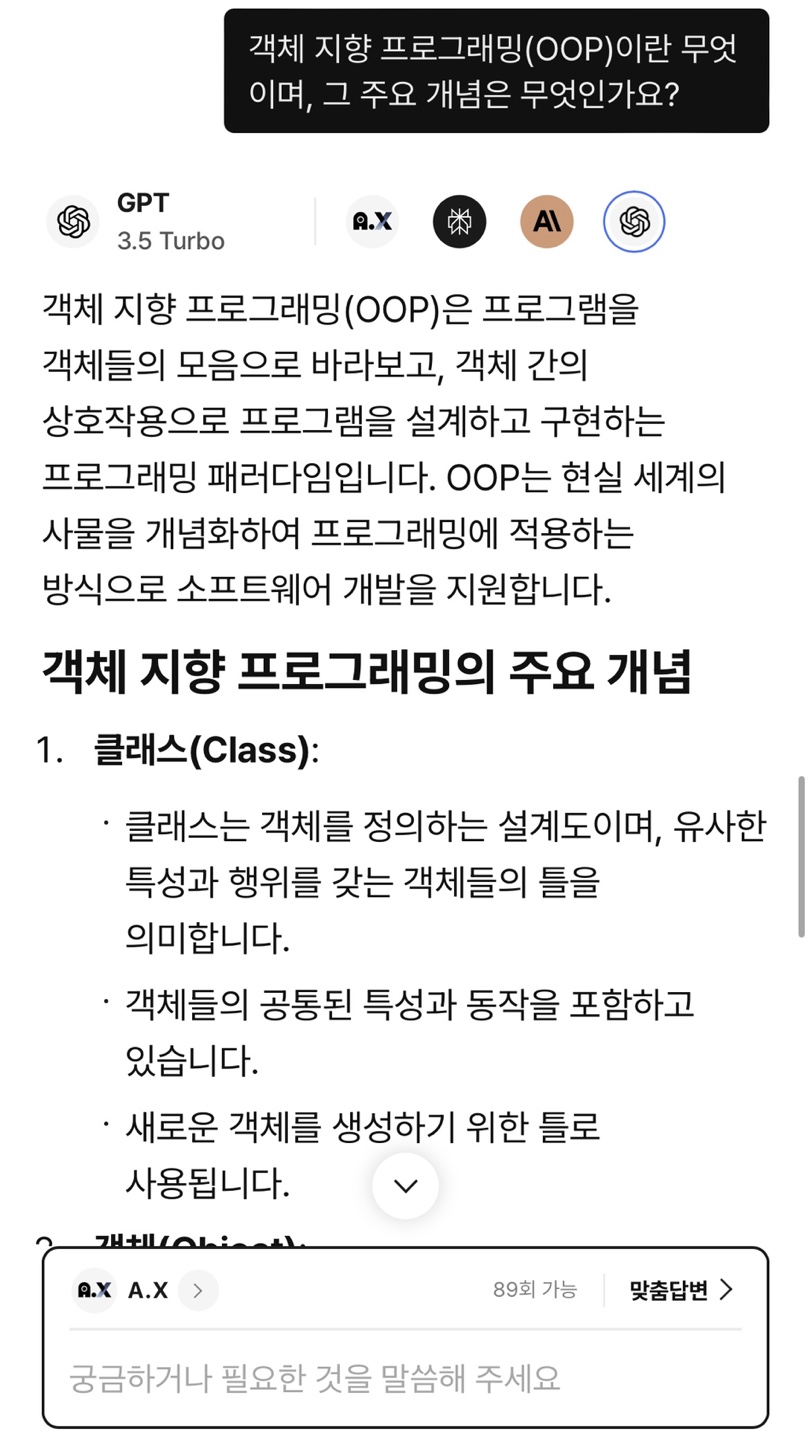 객체 지향 프로그래밍(OOP)이란 무엇
이며, 그 주요 개념은 무엇인가요?
GPT
3.5 Turbo
A.X
객체 지향 프로그래밍(OOP)은 프로그램을
객체들의 모음으로 바라보고, 객체 간의
상호작용으로 프로그램을 설계하고 구현하는
프로그래밍 패러다임입니다. OOP는 현실 세계의
사물을 개념화하여 프로그래밍에 적용하는
방식으로 소프트웨어 개발을 지원합니다.
객체 지향 프로그래밍의 주요 개념
1. 클래스(Class):
· 클래스는 객체를 정의하는 설계도이며, 유사한
특성과 행위를 갖는 객체들의 틀을
의미합니다.
· 객체들의 공통된 특성과 동작을 포함하고
있습니다.
· 새로운 객체를 생성하기 위한 틀로
사용됩니다.
2. 객체(Object):
A.X A.X 89회 가능 맞춤답변
궁금하거나 필요한 것을 말씀해 주세요